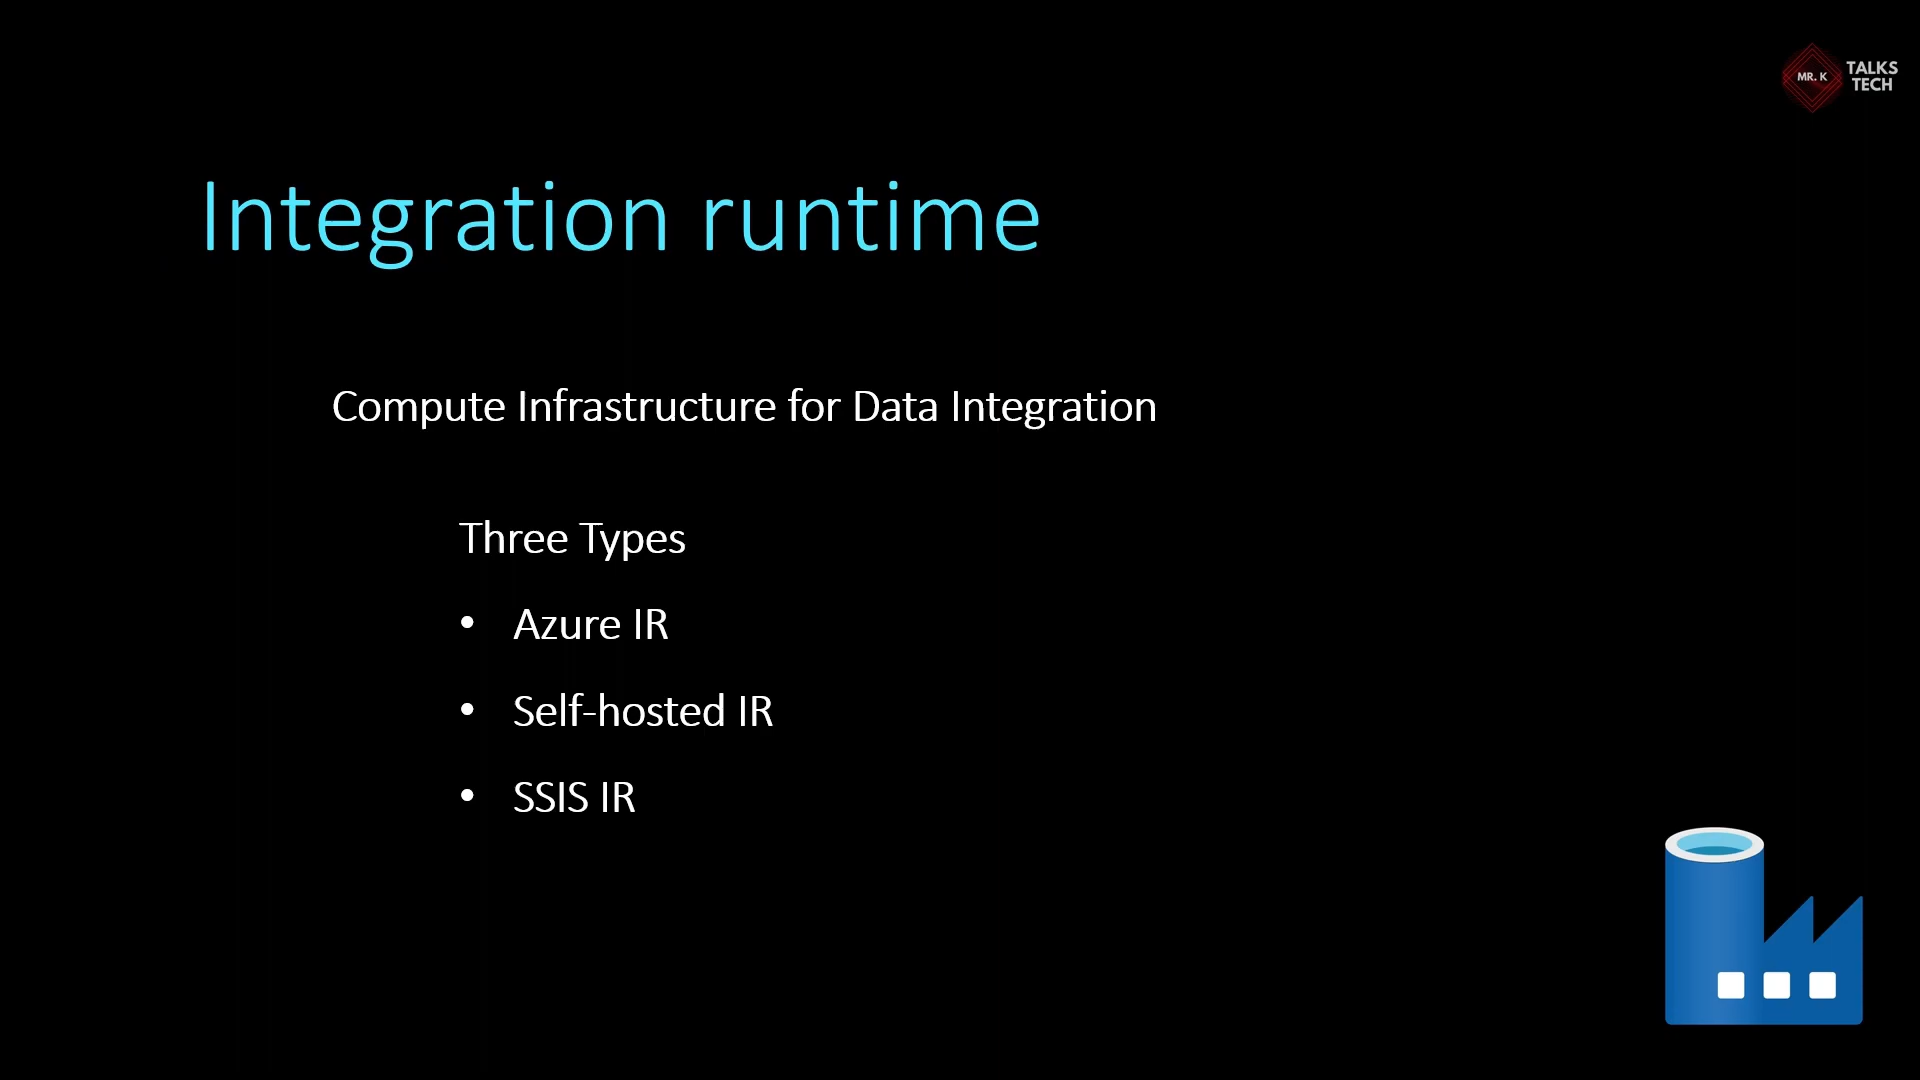 MR. K
TALKS
TECH
Integration runtime
Compute Infrastructure for Data Integration
Three Types
• Azure IR
• Self-hosted IR
• SSIS IR